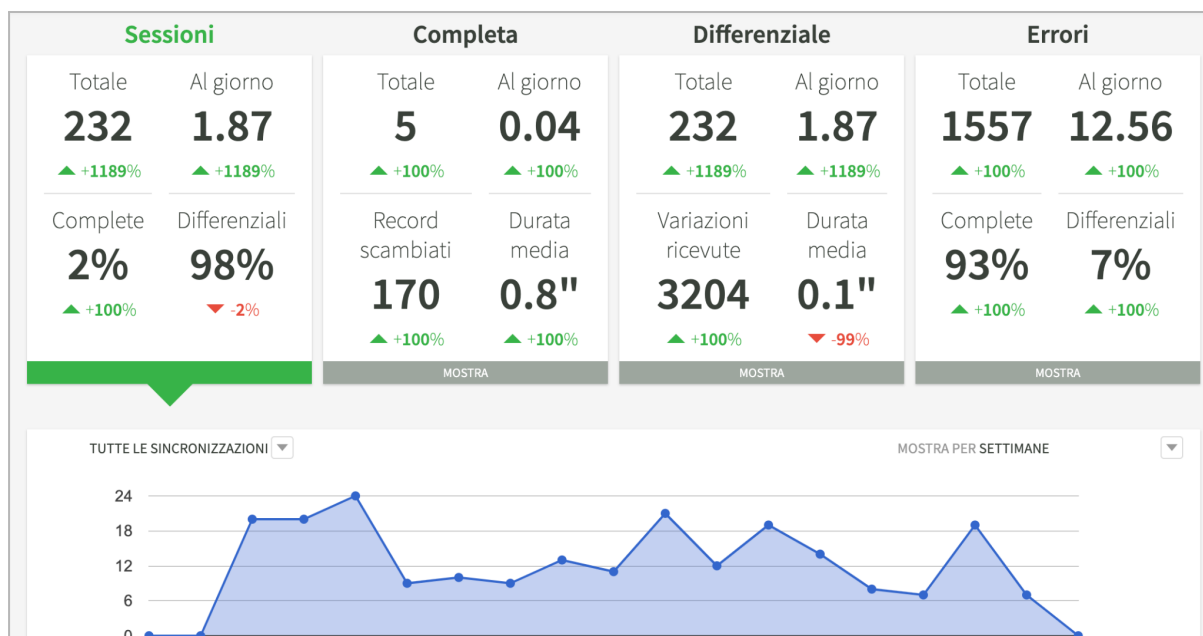 Sessioni Completa Differenziale Errori
Totale Al giorno Totale Al giorno Totale Al giorno Totale Al giorno
232 1.87 5 0.04 232 1.87 1557 12.56
+1189% +1189% +100% +100% +1189% +1189% +100% +100%
Complete Differenziali Record scambiati Durata media Variazioni ricevute Durata media Complete Differenziali
2% 98% 170 0.8" 3204 0.1" 93% 7%
+100% -2% +100% +100% +100% -99% +100% +100%
MOSTRA MOSTRA MOSTRA
TUTTE LE SINCRONIZZAZIONI MOSTRA PER SETTIMANE
24
18
12
6
0